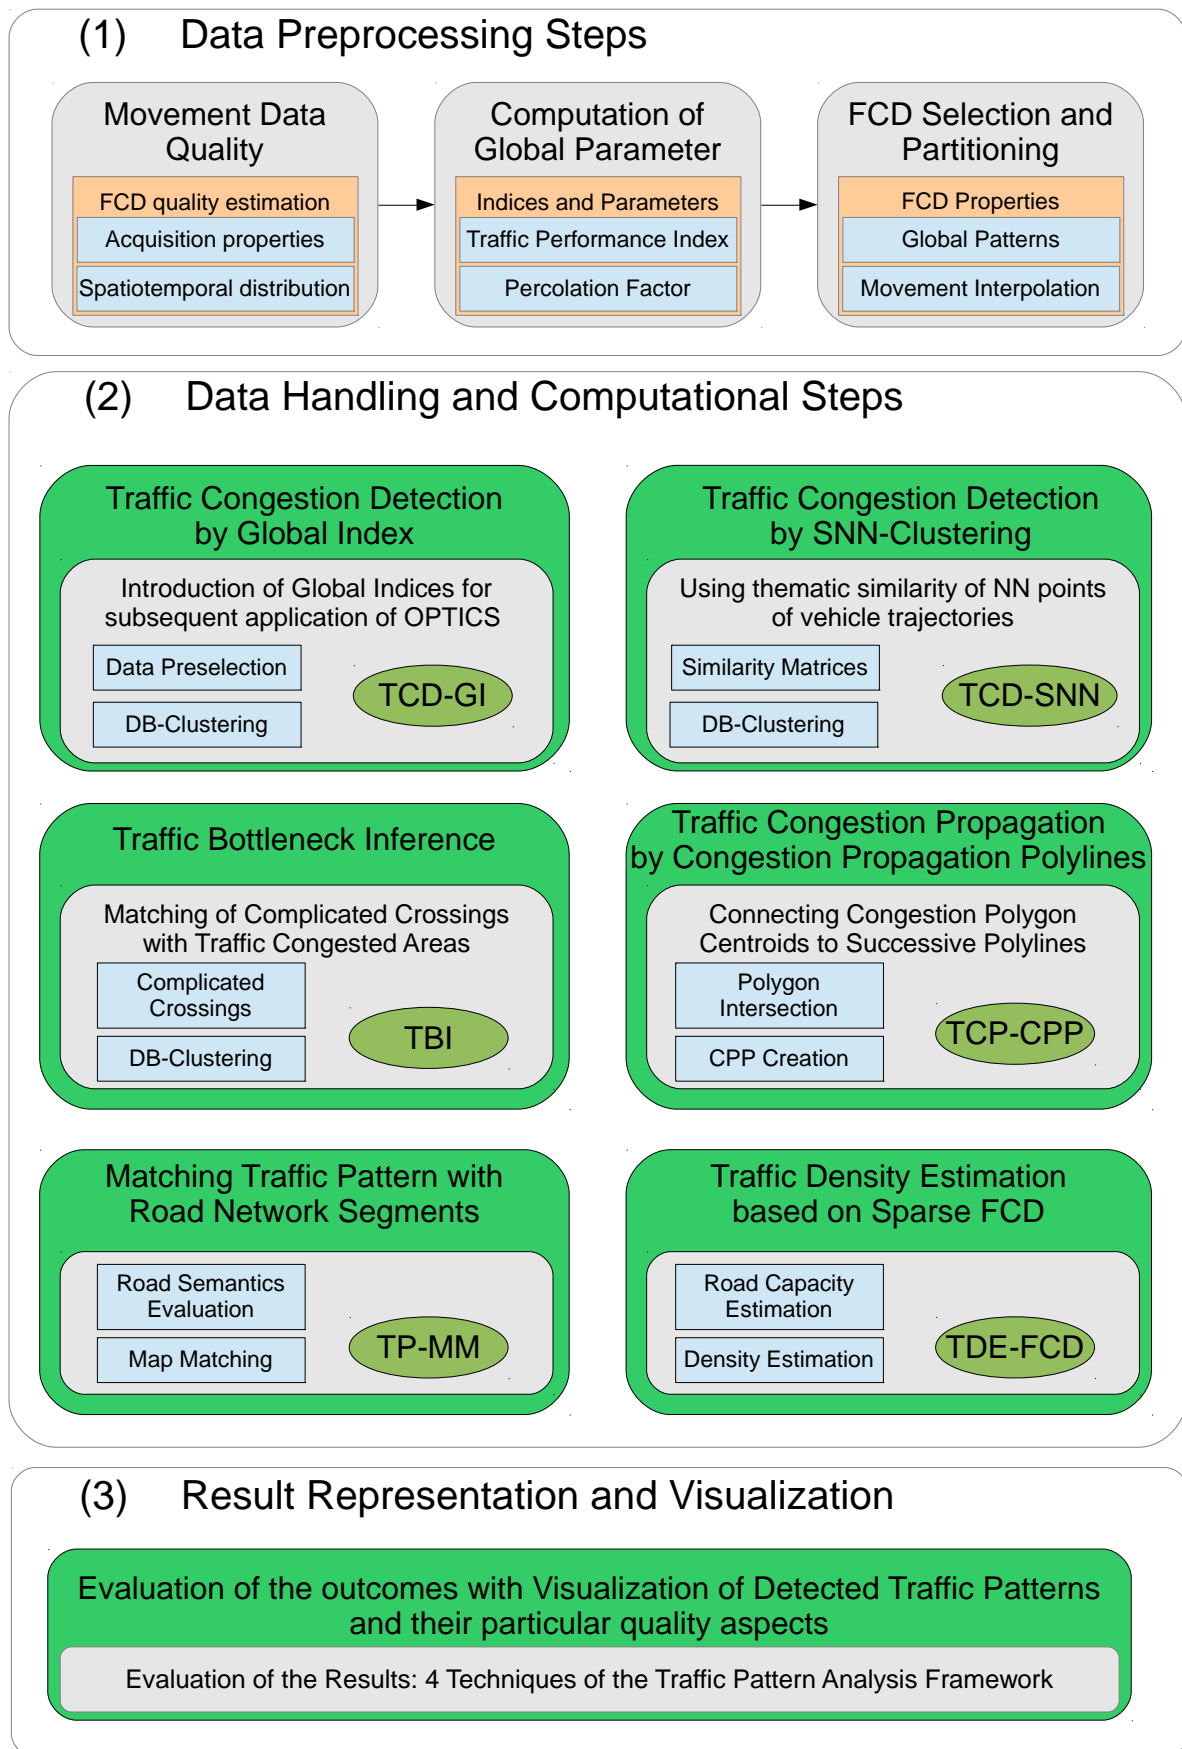 (1) Data Preprocessing Steps
Movement Data
Quality
FCD quality estimation
Acquisition properties
Spatiotemporal distribution
Computation of
Global Parameter
Indices and Parameters
Traffic Performance Index
Percolation Factor
FCD Selection and
Partitioning
FCD Properties
Global Patterns
Movement Interpolation
(2) Data Handling and Computational Steps
Traffic Congestion Detection
by Global Index
Introduction of Global Indices for
subsequent application of OPTICS
Data Preselection
DB-Clustering
TCD-GI
Traffic Congestion Detection
by SNN-Clustering
Using thematic similarity of NN points
of vehicle trajectories
Similarity Matrices
DB-Clustering
TCD-SNN
Traffic Bottleneck Inference
Matching of Complicated Crossings
with Traffic Congested Areas
Complicated
Crossings
DB-Clustering
TBI
Traffic Congestion Propagation
by Congestion Propagation Polylines
Connecting Congestion Polygon
Centroids to Successive Polylines
Polygon
Intersection
CPP Creation
TCP-CPP
Matching Traffic Pattern with
Road Network Segments
Road Semantics
Evaluation
Map Matching
TP-MM
Traffic Density Estimation
based on Sparse FCD
Road Capacity
Estimation
Density Estimation
TDE-FCD
(3) Result Representation and Visualization
Evaluation of the outcomes with Visualization of Detected Traffic Patterns
and their particular quality aspects
Evaluation of the Results: 4 Techniques of the Traffic Pattern Analysis Framework